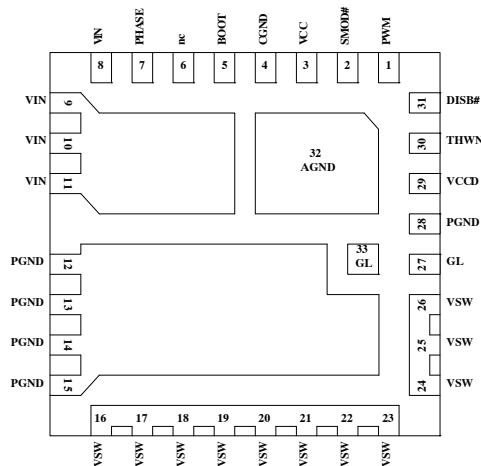 VIN PHASE nc BOOT CGND VCC SMOD# PWM
8 7 6 5 4 3 2 1
VIN 9 31 DISB#
VIN 10 32 30 THWN
AGND
VIN 11 29 VCCD
28 PGND
PGND 12 33 27 GL
GL
PGND 13 26 VSW
PGND 14 25 VSW
PGND 15 24 VSW
16 17 18 19 20 21 22 23
VSW VSW VSW VSW VSW VSW VSW VSW